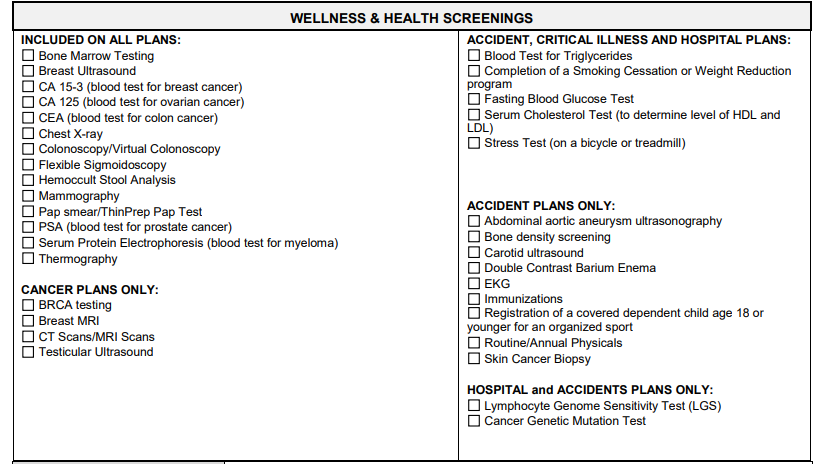 WELLNESS & HEALTH SCREENINGS
INCLUDED ON ALL PLANS:
Bone Marrow Testing
Breast Ultrasound
CA 15-3 (blood test for breast cancer)
CA 125 (blood test for ovarian cancer)
CEA (blood test for colon cancer)
Chest X-ray
Colonoscopy/Virtual Colonoscopy
Flexible Sigmoidoscopy
Hemoccult Stool Analysis
Mammography
Pap smear/ThinPrep Pap Test
PSA (blood test for prostate cancer)
Serum Protein Electrophoresis (blood test for myeloma)
Thermography
CANCER PLANS ONLY:
BRCA testing
Breast MRI
CT Scans/MRI Scans
Testicular Ultrasound
ACCIDENT, CRITICAL ILLNESS AND HOSPITAL PLANS:
Blood Test for Triglycerides
Completion of a Smoking Cessation or Weight Reduction
program
Fasting Blood Glucose Test
Serum Cholesterol Test (to determine level of HDL and
LDL)
Stress Test (on a bicycle or treadmill)
ACCIDENT PLANS ONLY:
Abdominal aortic aneurysm ultrasonography
Bone density screening
Carotid ultrasound
Double Contrast Barium Enema
EKG
Immunizations
Registration of a covered dependent child age 18 or
younger for an organized sport
Routine/Annual Physicals
Skin Cancer Biopsy
HOSPITAL and ACCIDENTS PLANS ONLY:
Lymphocyte Genome Sensitivity Test (LGS)
Cancer Genetic Mutation Test